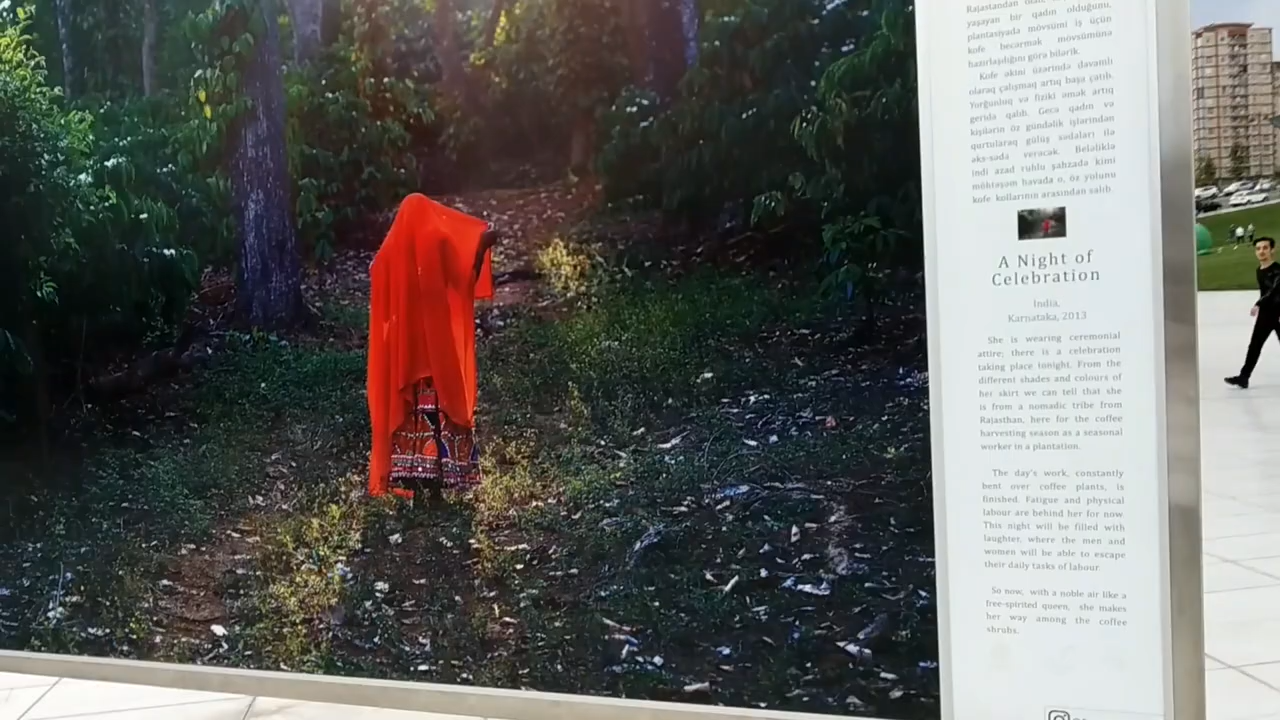 Rajastandan olan,
yaşayan bir qadın olduğunu,
plantasiyada mövsümi iş üçün
kofe becərmək mövsümünə
hazırlaşdığını görə bilərik.
Kofe əkini üzərində davamlı
olaraq çalışmaq artıq başa çatıb.
Yorğunluq və fiziki əmək artıq
geridə qaldı. Gecə qadın və
kişilərin öz gündəlik işlərindən
qurtularaq gülüş sədaları ilə
əks-səda verəcək. Beləliklə
indi azad ruhlu şahzadə kimi
möhtəşəm havada o, öz yolunu
kofe kollarının arasından salıb.
A Night of
Celebration
India,
Karnataka, 2013
She is wearing ceremonial
attire; there is a celebration
taking place tonight. From the
different shades and colours of
her skirt we can tell that she
is from a nomadic tribe from
Rajasthan, here for the coffee
harvesting season as a seasonal
worker in a plantation.
The day's work, constantly
bent over coffee plants, is
finished. Fatigue and physical
labour are behind her for now.
This night will be filled with
laughter, where the men and
women will be able to escape
their daily tasks of labour.
So now, with a noble air like a
free-spirited queen, she makes
her way among the coffee
shrubs.